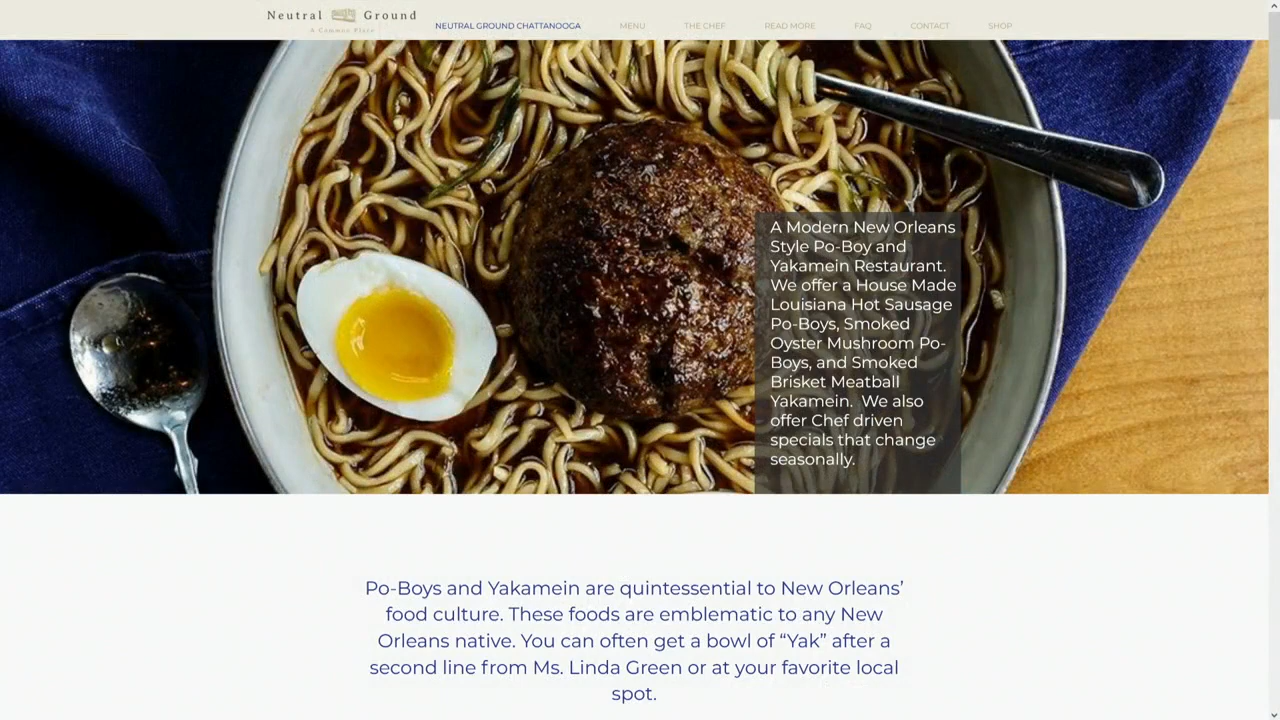 Neutral Ground
A Common Place
NEUTRAL GROUND CHATTANOOGA MENU THE CHEF READ MORE FAQ CONTACT SHOP
A Modern New Orleans
Style Po-Boy and
Yakamein Restaurant.
We offer a House Made
Louisiana Hot Sausage
Po-Boys, Smoked
Oyster Mushroom Po-
Boys, and Smoked
Brisket Meatball
Yakamein.  We also
offer Chef driven
specials that change
seasonally.
Po-Boys and Yakamein are quintessential to New Orleans’
food culture. These foods are emblematic to any New
Orleans native. You can often get a bowl of “Yak” after a
second line from Ms. Linda Green or at your favorite local
spot.